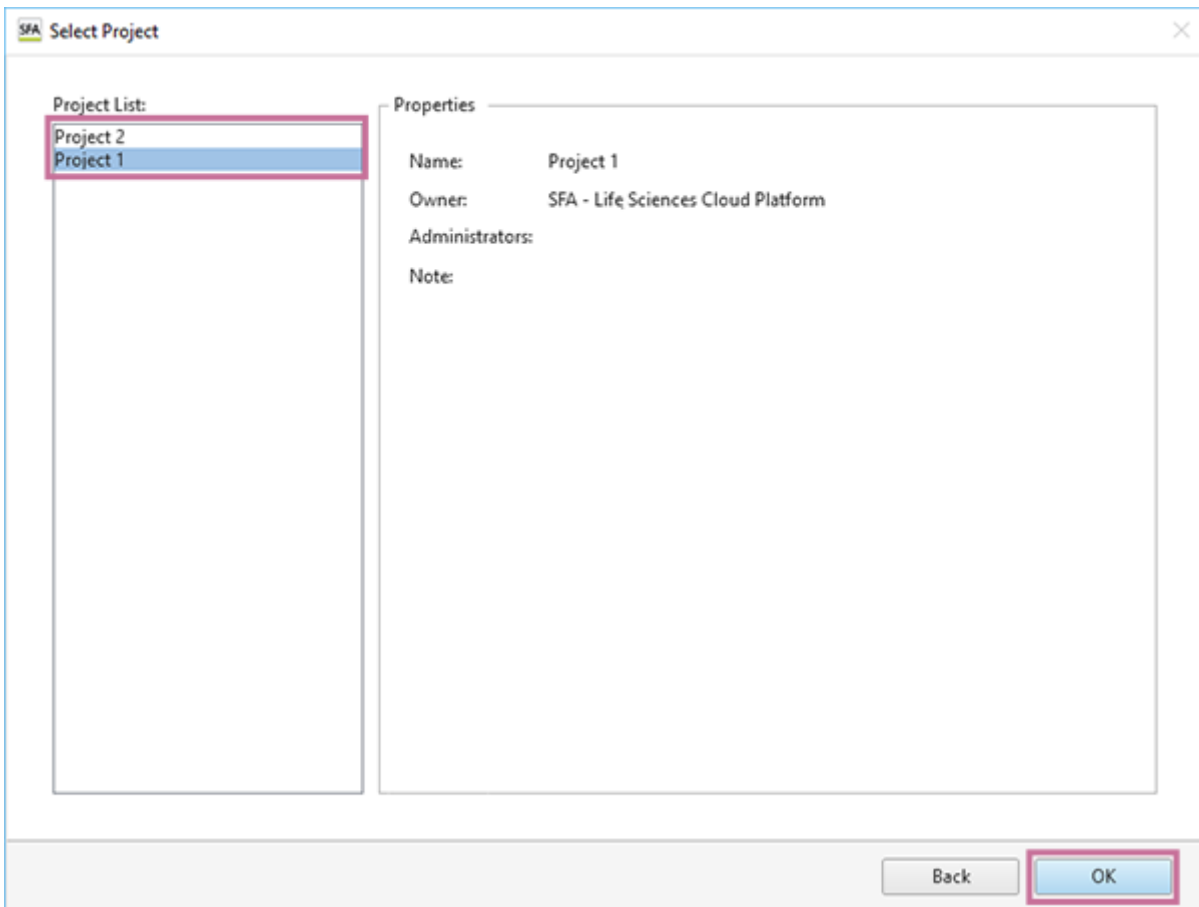 SFA Select Project
Project List:
Project 2
Project 1
Properties
Name: Project 1
Owner: SFA - Life Sciences Cloud Platform
Administrators:
Note:
Back OK